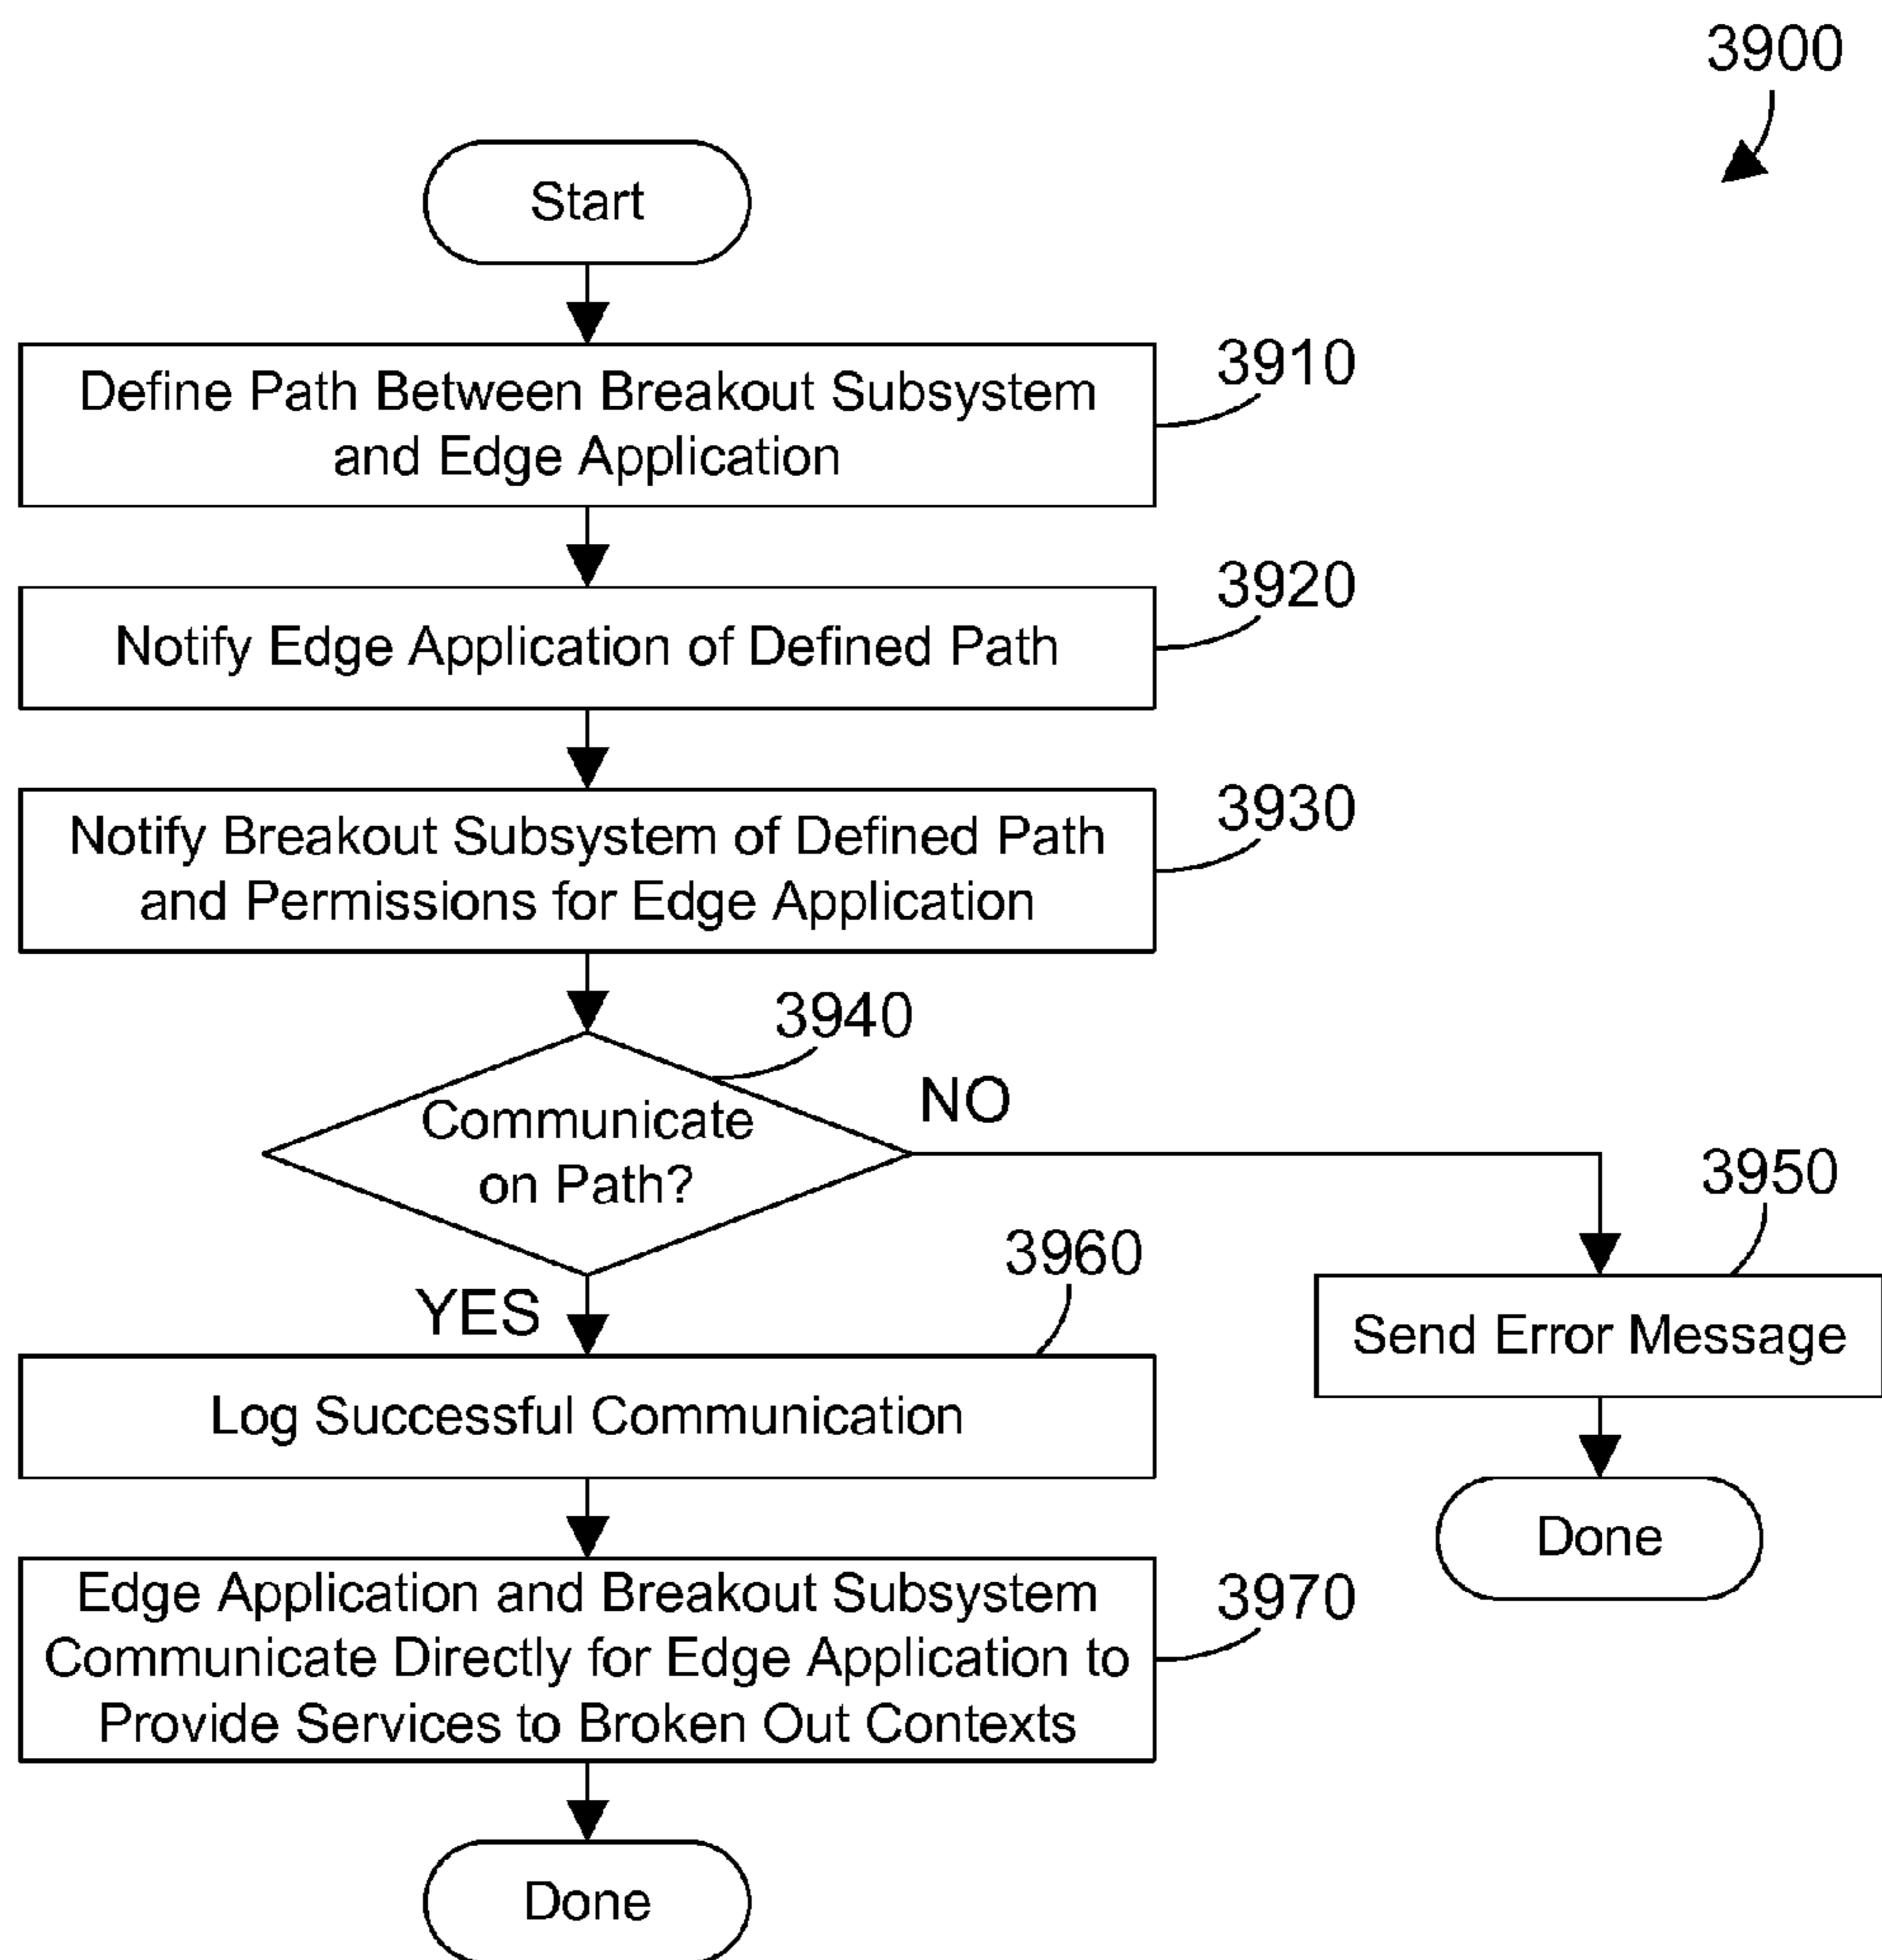 3900
Start
Define Path Between Breakout Subsystem
and Edge Application
3910
Notify Edge Application of Defined Path
3920
Notify Breakout Subsystem of Defined Path
and Permissions for Edge Application
3930
3940
Communicate
on Path?
NO
YES
3950
Send Error Message
Done
3960
Log Successful Communication
Edge Application and Breakout Subsystem
Communicate Directly for Edge Application to
Provide Services to Broken Out Contexts
3970
Done